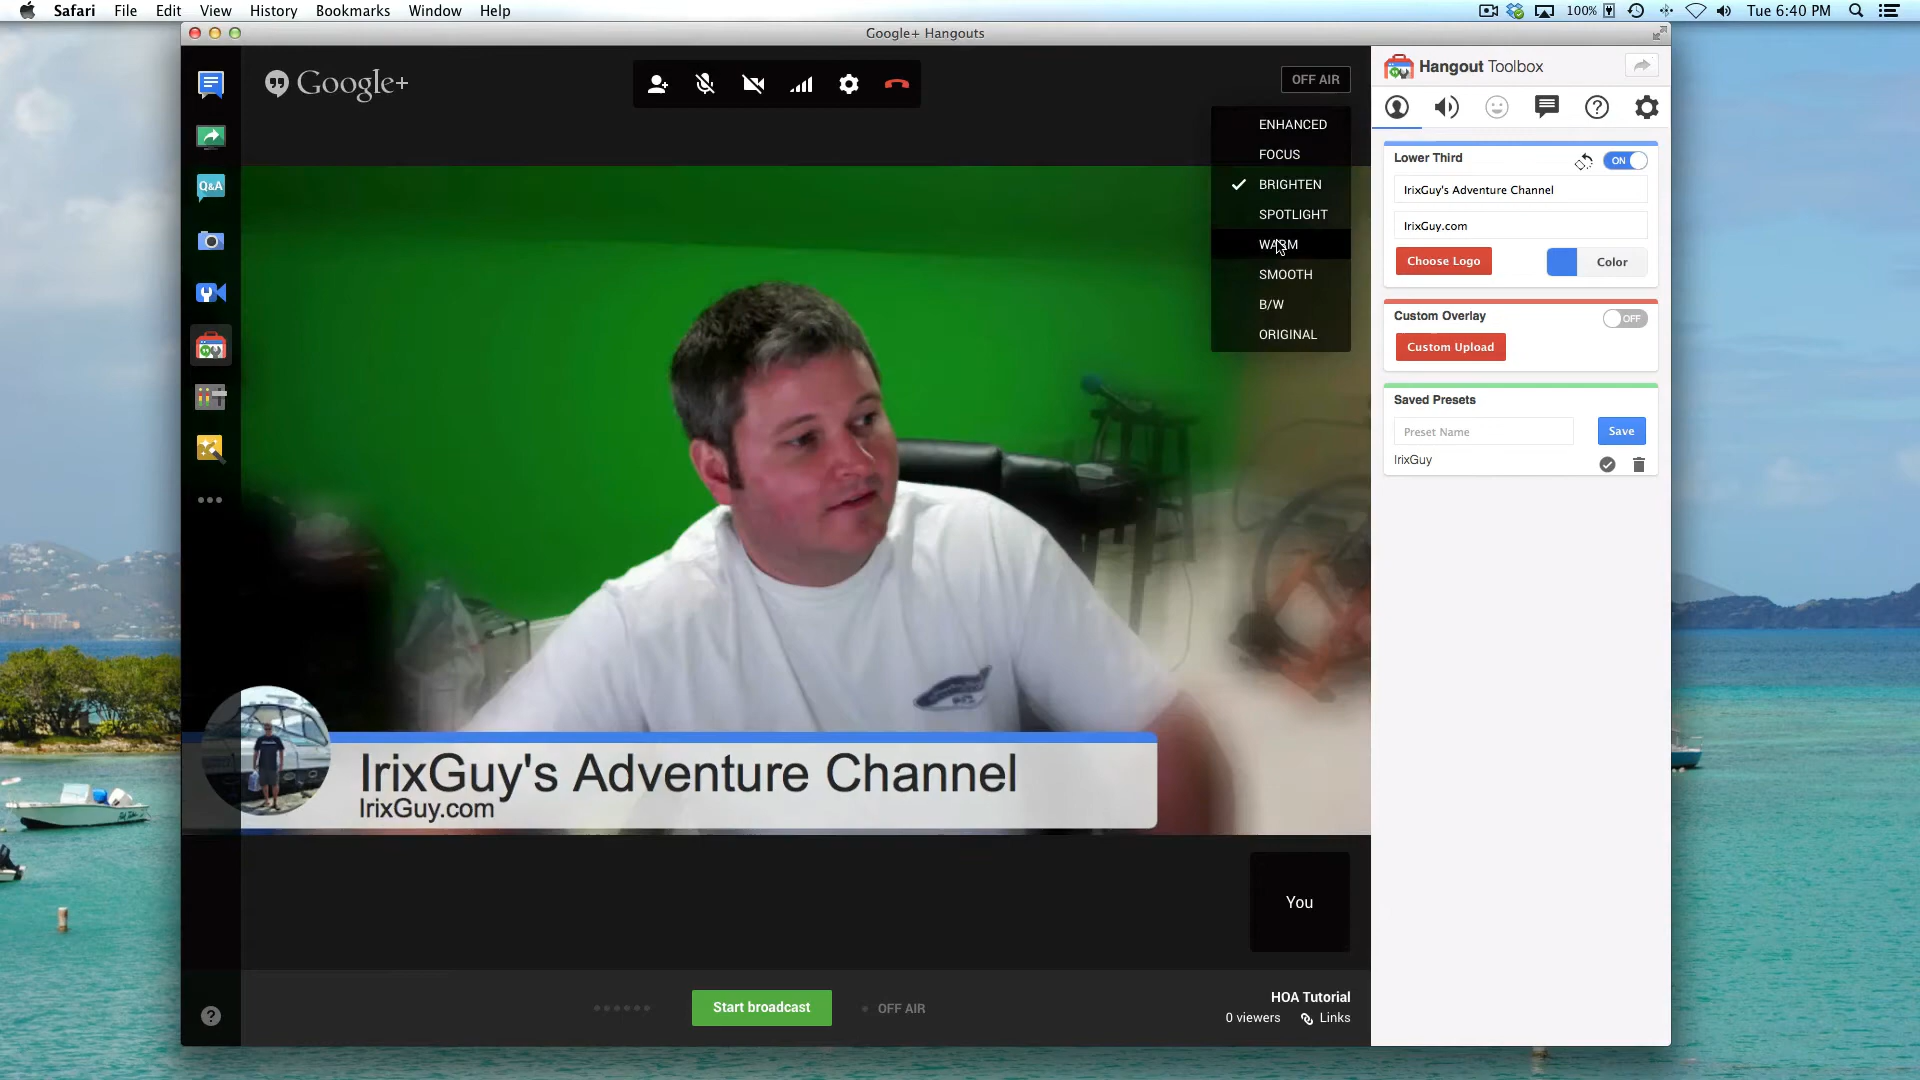 Safari File Edit View History Bookmarks Window Help 100% Tue 6:40 PM
Google+ Hangouts
Google+
OFF AIR
ENHANCED
FOCUS
BRIGHTEN
SPOTLIGHT
WARM
SMOOTH
B/W
ORIGINAL
Q&A
IrixGuy's Adventure Channel
IrixGuy.com
You
Start broadcast
OFF AIR
HOA Tutorial
0 viewers Links
Hangout Toolbox
Lower Third ON
IrixGuy's Adventure Channel
IrixGuy.com
Choose Logo Color
Custom Overlay OFF
Custom Upload
Saved Presets
Preset Name Save
IrixGuy